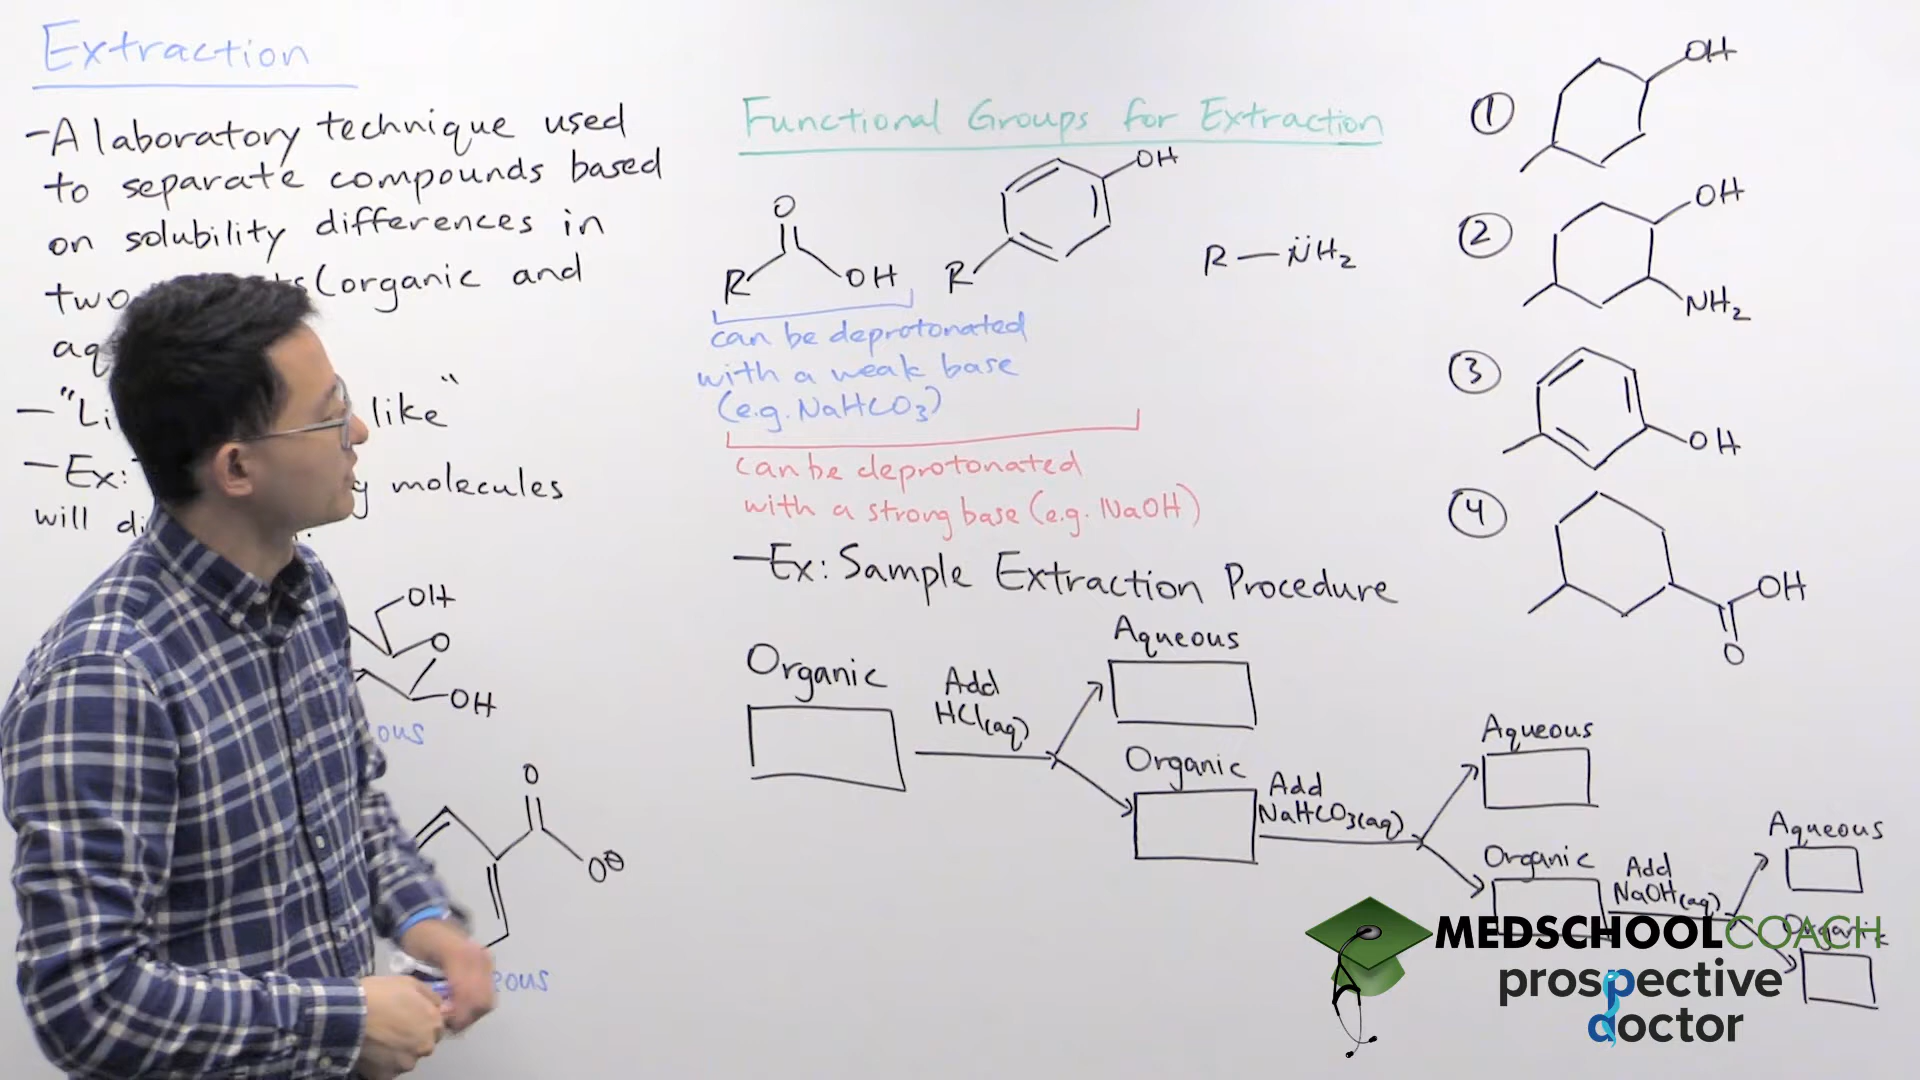 Extraction
- A laboratory technique used
to separate compounds based
on solubility differences in
two (organic and
- "Li like"
- Ex: molecules
will
OH
O
OH
O
O⊖
Functional Groups for Extraction
O
R
OH
OH
R
R—N̈H₂
can be deprotonated
with a weak base
(e.g. NaHCO₃)
can be deprotonated
with a strong base (e.g. NaOH)
- Ex: Sample Extraction Procedure
Organic
Add
HCl(aq)
Aqueous
Organic
Add
NaHCO₃(aq)
Aqueous
Organic
Add
NaOH(aq)
Aqueous
Organic
① OH
② OH
NH₂
③ OH
④ OH
O
MEDSCHOOLCOACH
prospective
doctor